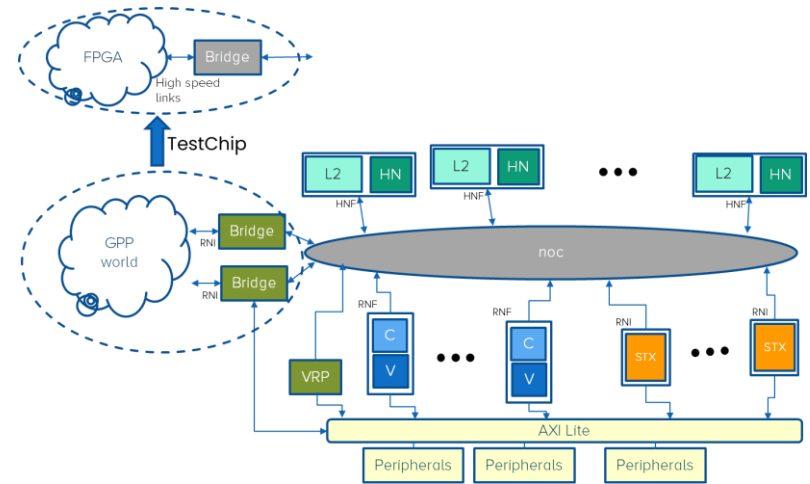 FPGA
Bridge
High speed
links
TestChip
L2
HN
L2
HN
L2
HN
HNF
HNF
HNF
GPP
world
RNI
Bridge
RNI
Bridge
noc
RNF
RNF
RNI
RNI
C
V
C
V
STX
STX
VRP
AXI Lite
Peripherals
Peripherals
Peripherals